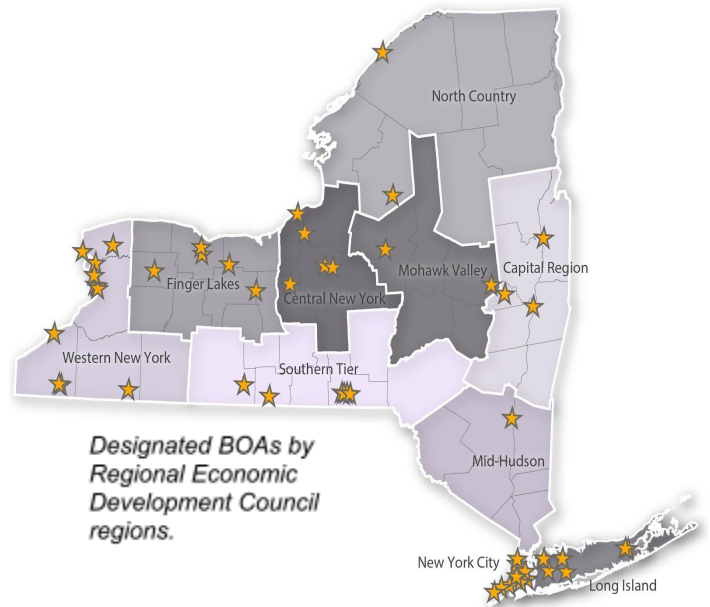 North Country
Mohawk Valley
Capital Region
Finger Lakes
Central New York
Western New York
Southern Tier
Designated BOAs by
Regional Economic
Development Council
regions.
Mid-Hudson
New York City
Long Island